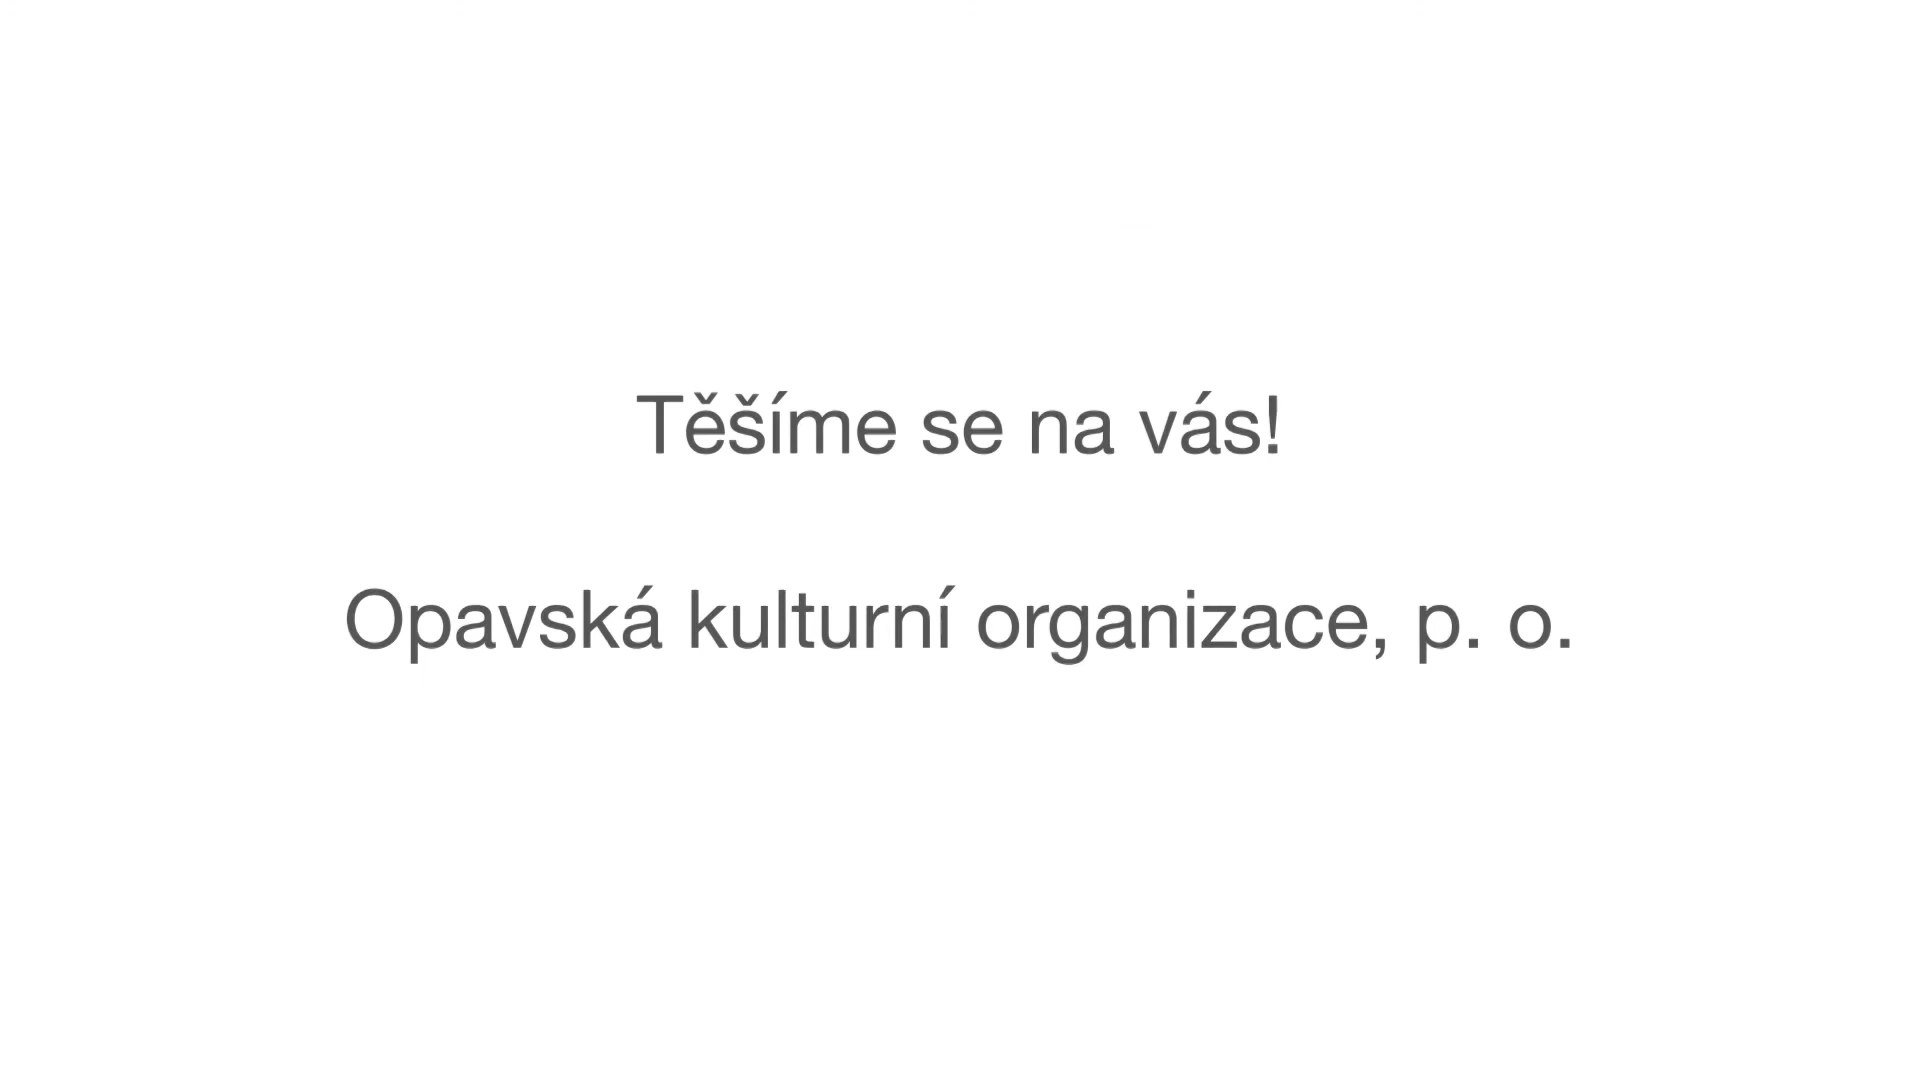 Těšíme se na vás!
Opavská kulturní organizace, p. o.